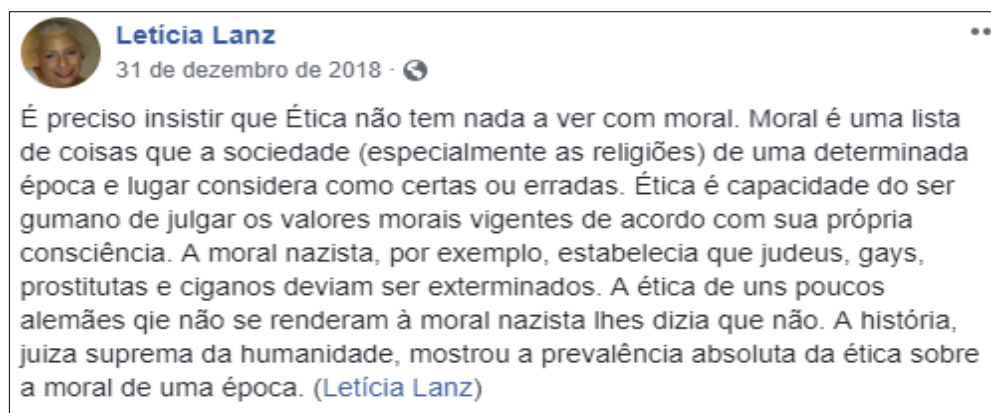 Letícia Lanz
31 de dezembro de 2018 ·
É preciso insistir que Ética não tem nada a ver com moral. Moral é uma lista
de coisas que a sociedade (especialmente as religiões) de uma determinada
época e lugar considera como certas ou erradas. Ética é capacidade do ser
gumano de julgar os valores morais vigentes de acordo com sua própria
consciência. A moral nazista, por exemplo, estabelecia que judeus, gays,
prostitutas e ciganos deviam ser exterminados. A ética de uns poucos
alemães qie não se renderam à moral nazista lhes dizia que não. A história,
juiza suprema da humanidade, mostrou a prevalência absoluta da ética sobre
a moral de uma época. (Letícia Lanz)